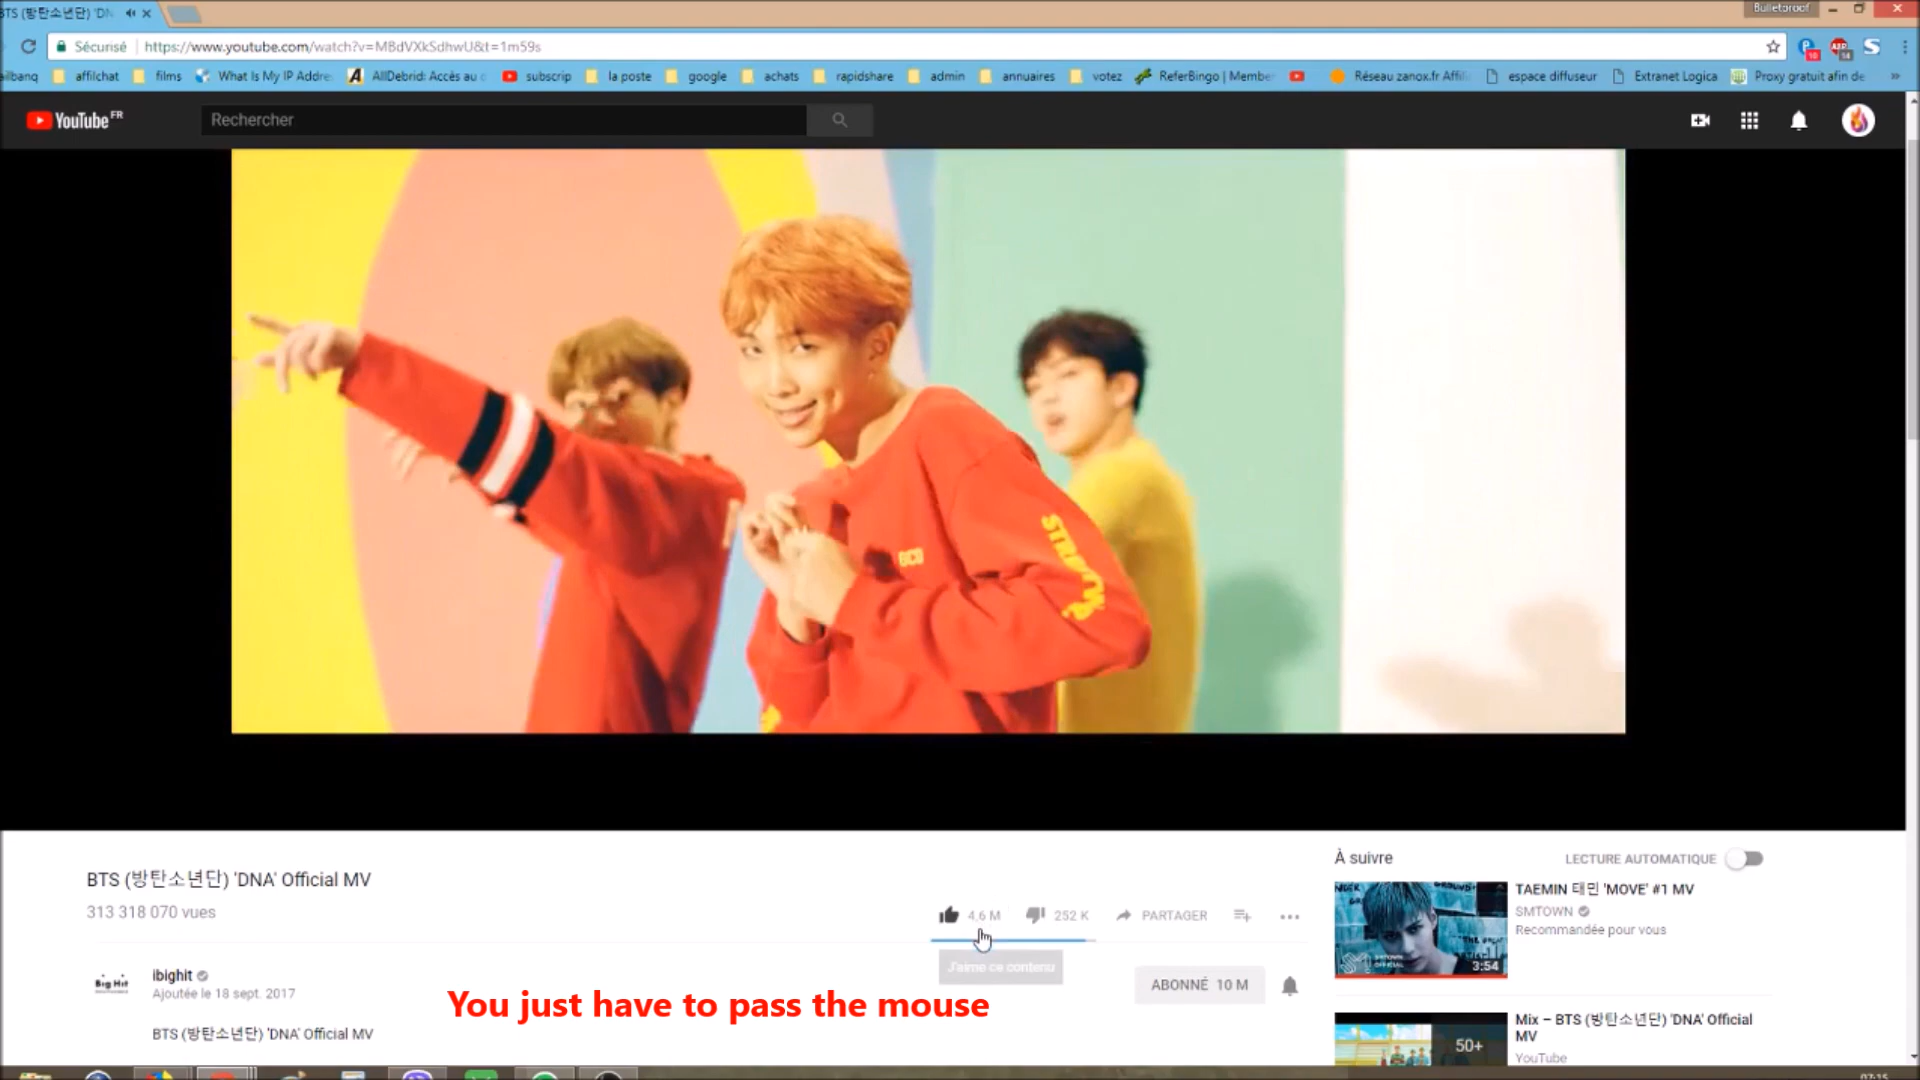 BTS (방탄소년단) 'DN
Bulletproof
Sécurisé
https://www.youtube.com/watch?v=MBdVXkSdhwU&t=1m59s
ailbanq
affilchat
films
What Is My IP Addre
AllDebrid: Accès au
subscrip
la poste
google
achats
rapidshare
admin
annuaires
votez
ReferBingo | Membe
Réseau zanox.fr Affil
espace diffuseur
Extranet Logica
Proxy gratuit afin de
YouTube FR
Rechercher
BTS (방탄소년단) 'DNA' Official MV
313 318 070 vues
4,6 M
252 K
PARTAGER
J'aime ce contenu
Big Hit
ibighit
Ajoutée le 18 sept. 2017
ABONNÉ 10 M
You just have to pass the mouse
BTS (방탄소년단) 'DNA' Official MV
À suivre
LECTURE AUTOMATIQUE
TAEMIN 태민 'MOVE' #1 MV
SMTOWN
Recommandée pour vous
3:54
Mix – BTS (방탄소년단) 'DNA' Official
MV
YouTube
50+
07:15